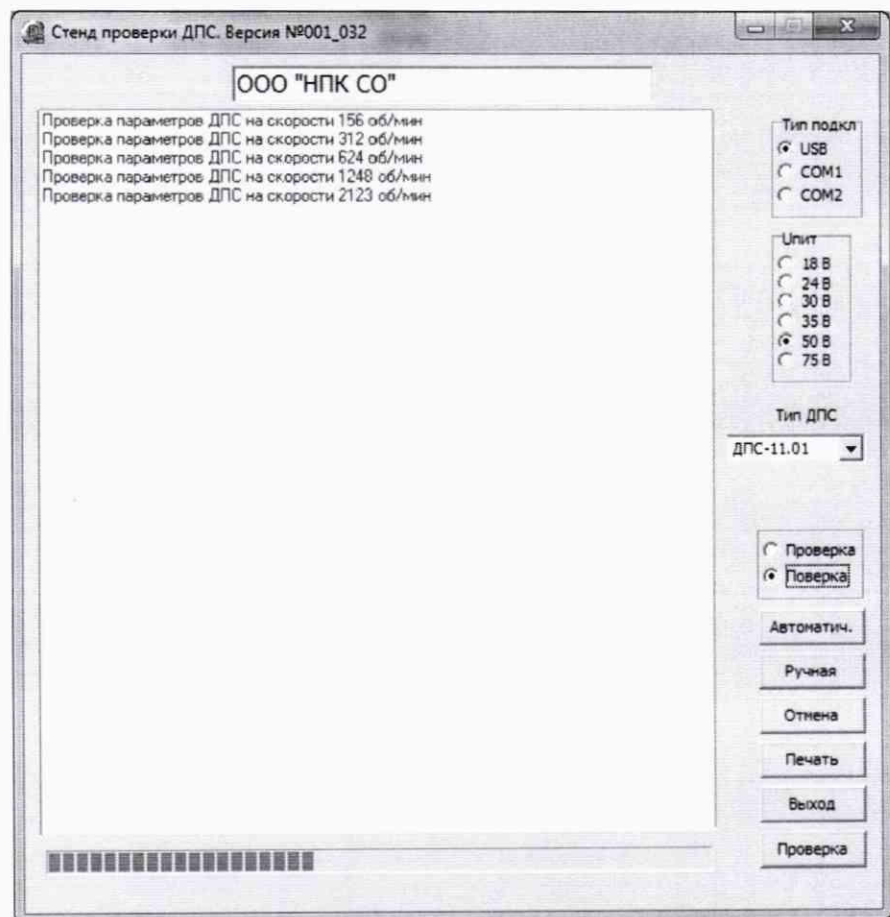 Стенд проверки ДПС. Версия №001_032
ООО "НПК СО"
Проверка параметров ДПС на скорости 156 об/мин
Проверка параметров ДПС на скорости 312 об/мин
Проверка параметров ДПС на скорости 624 об/мин
Проверка параметров ДПС на скорости 1248 об/мин
Проверка параметров ДПС на скорости 2123 об/мин
Тип подкл
USB
COM1
COM2
Uпит
18 В
24 В
30 В
35 В
50 В
75 В
Тип ДПС
ДПС-11.01
Проверка
Поверка
Автоматич.
Ручная
Отмена
Печать
Выход
Проверка